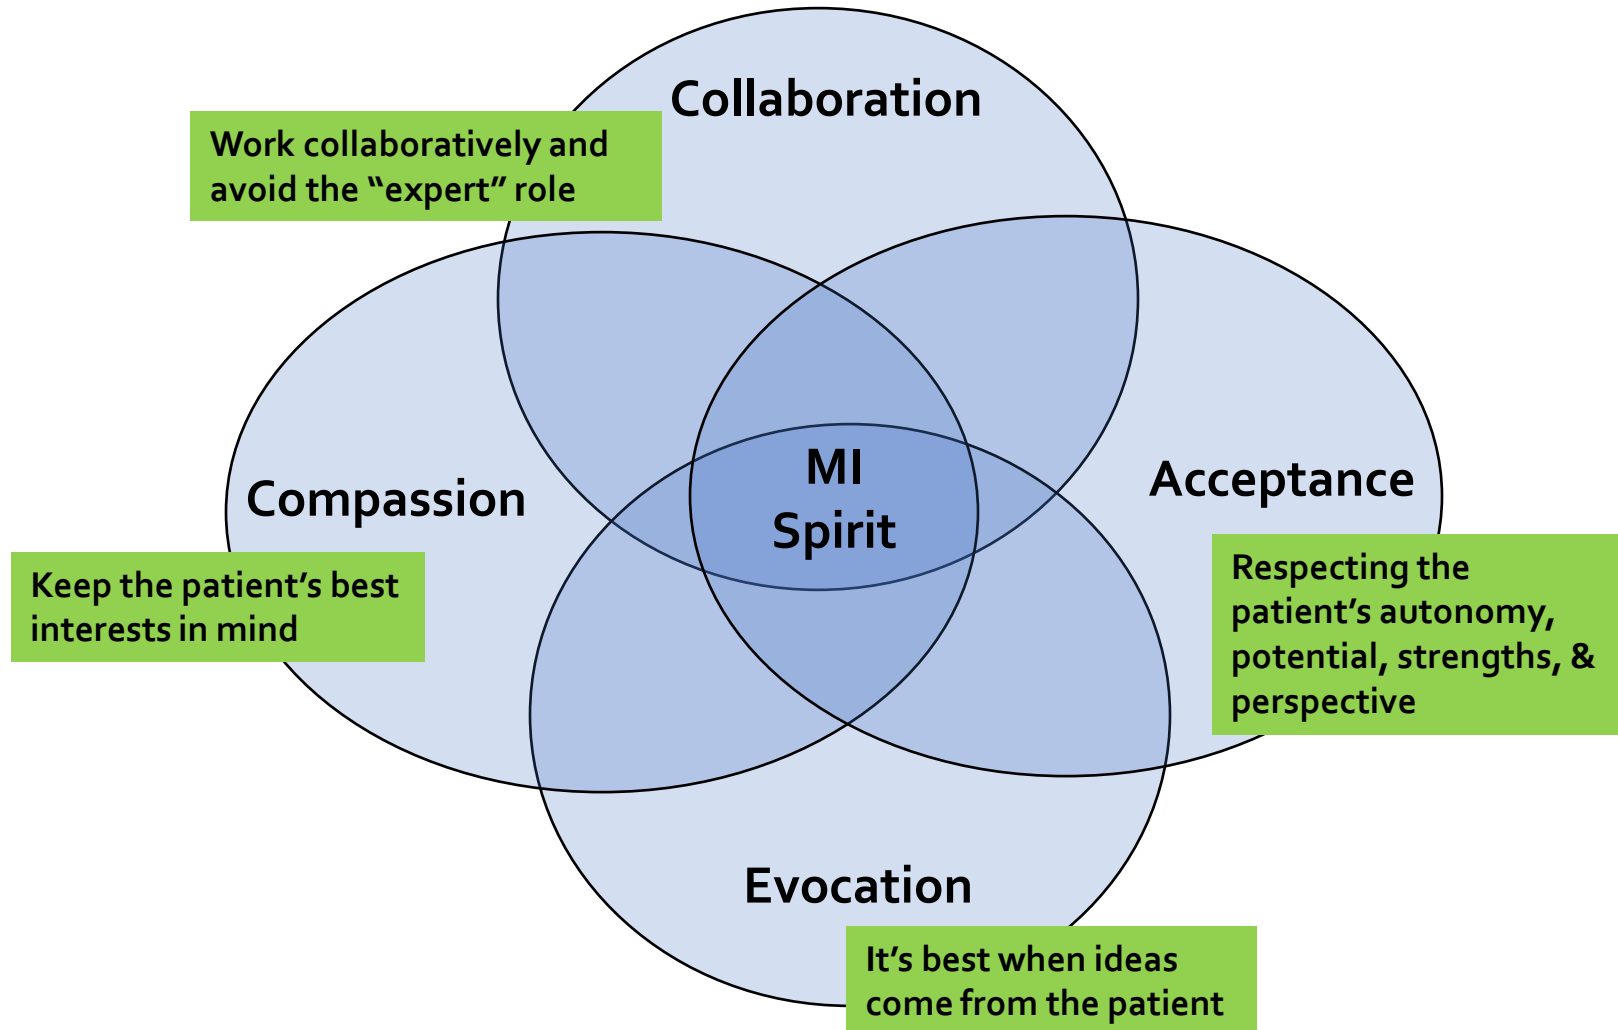 Collaboration
Work collaboratively and
avoid the “expert” role
Compassion
Keep the patient’s best
interests in mind
MI
Spirit
Acceptance
Respecting the
patient’s autonomy,
potential, strengths, &
perspective
Evocation
It’s best when ideas
come from the patient